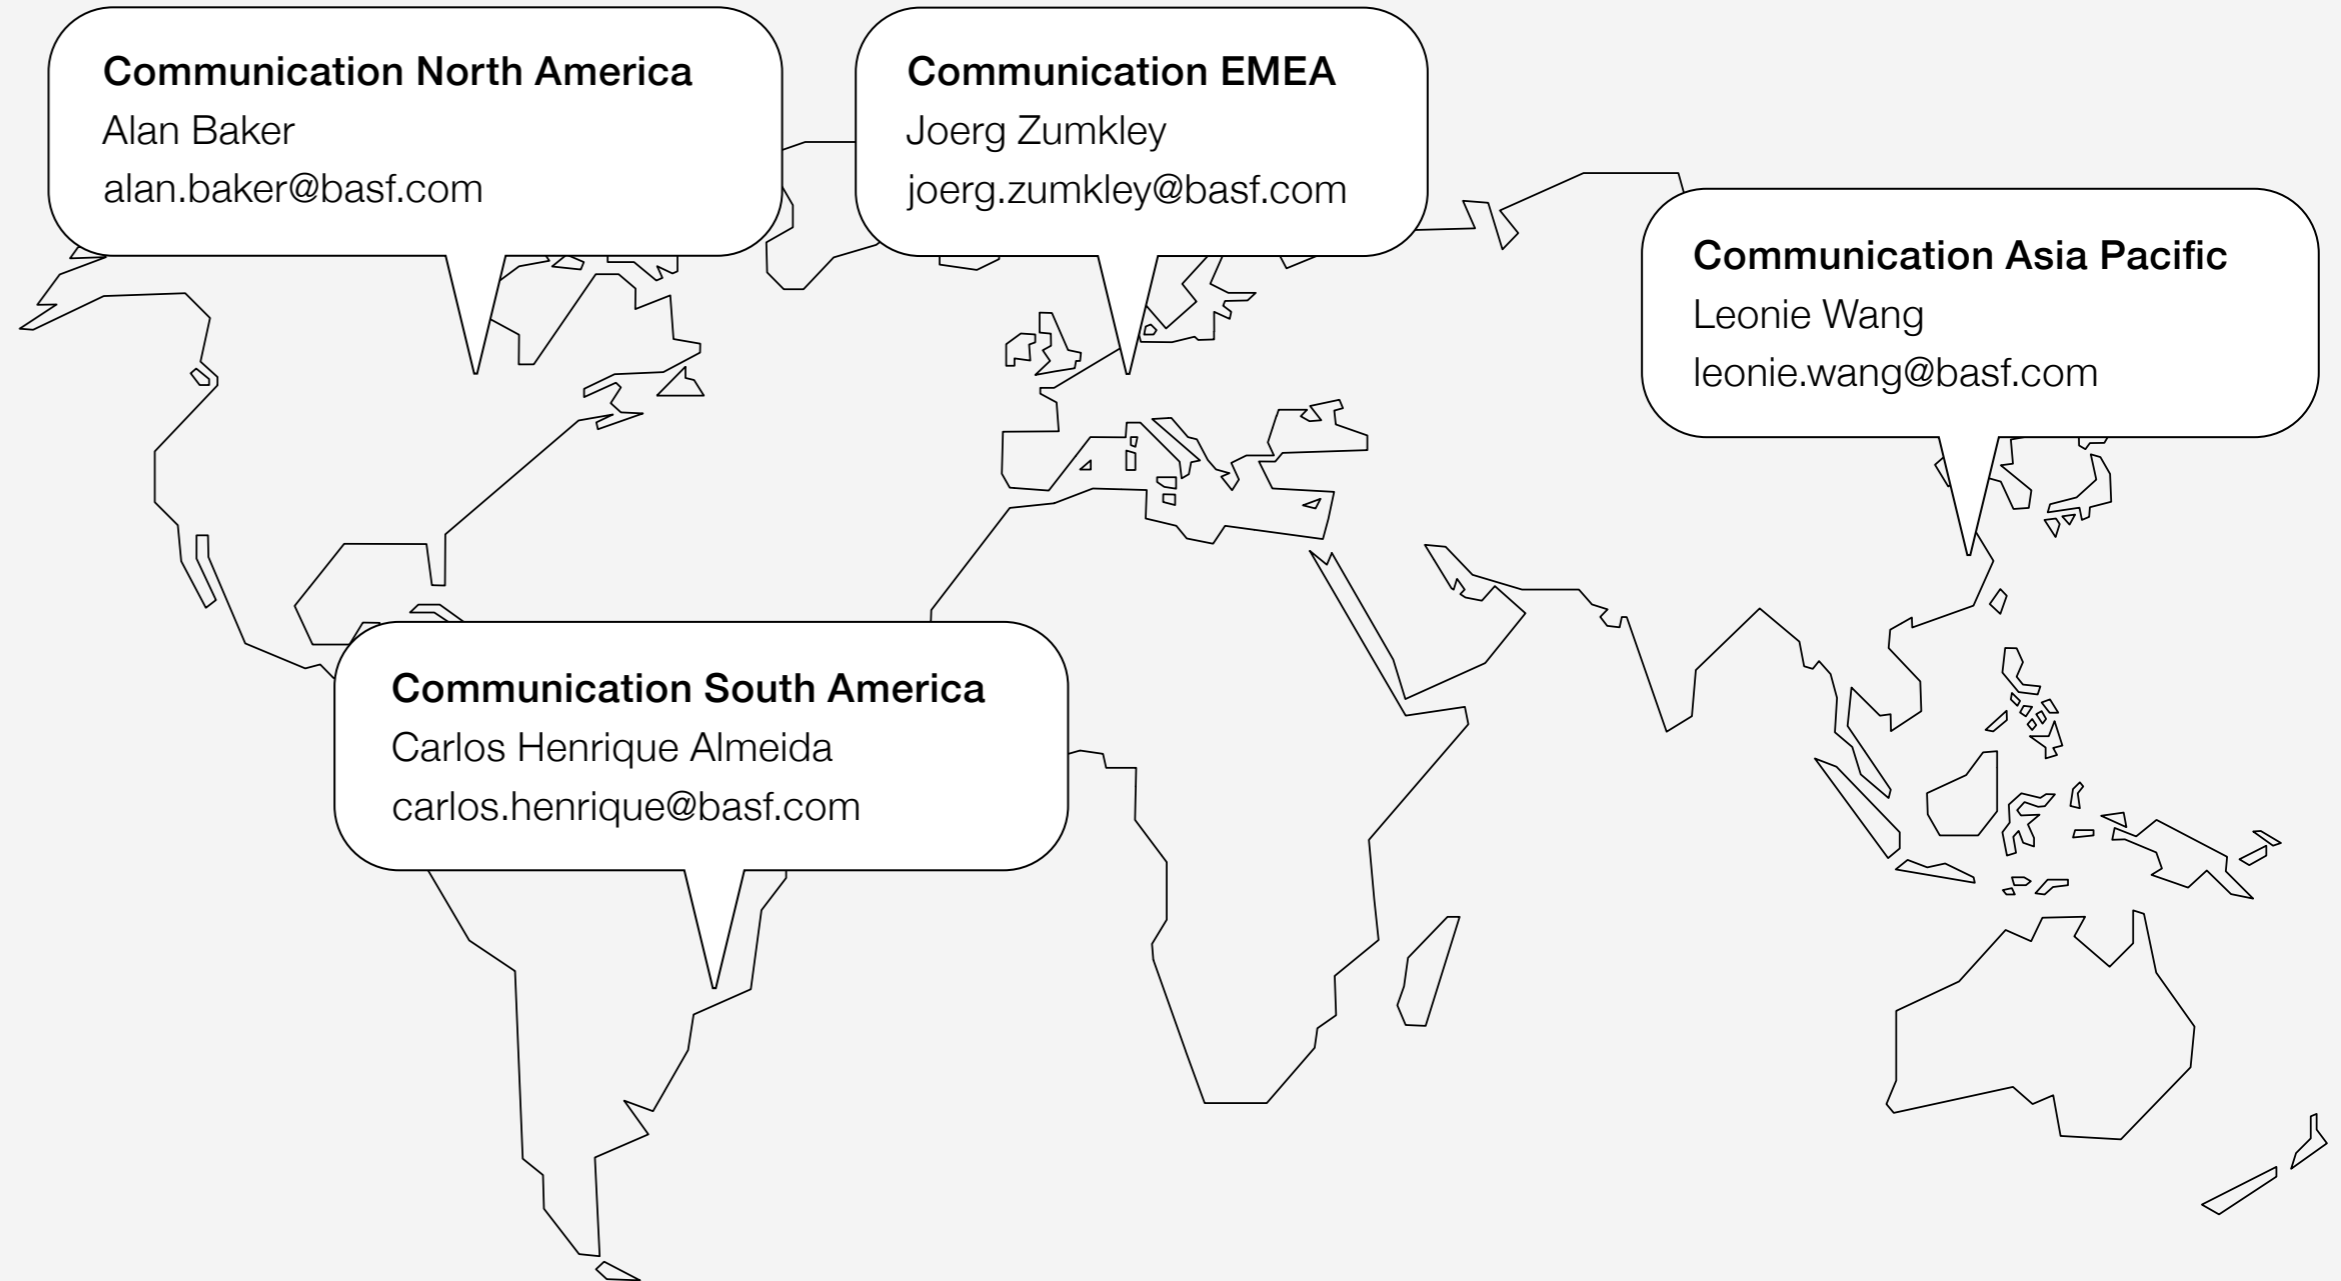 Communication North America
Alan Baker
alan.baker@basf.com
Communication EMEA
Joerg Zumkley
joerg.zumkley@basf.com
Communication Asia Pacific
Leonie Wang
leonie.wang@basf.com
Communication South America
Carlos Henrique Almeida
carlos.henrique@basf.com